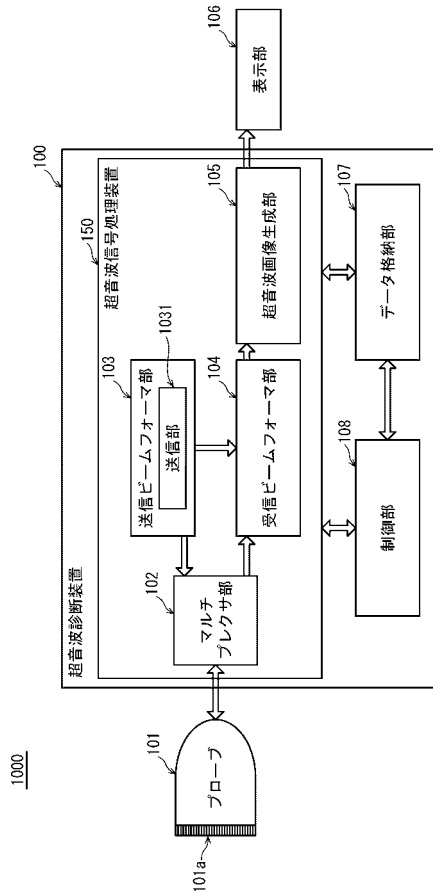 1000
100
超音波診断装置
150
超音波信号処理装置
101
プローブ
101a
102
マルチ
プレクサ部
103
送信ビームフォーマ部
1031
送信部
104
受信ビームフォーマ部
105
超音波画像生成部
106
表示部
108
制御部
107
データ格納部